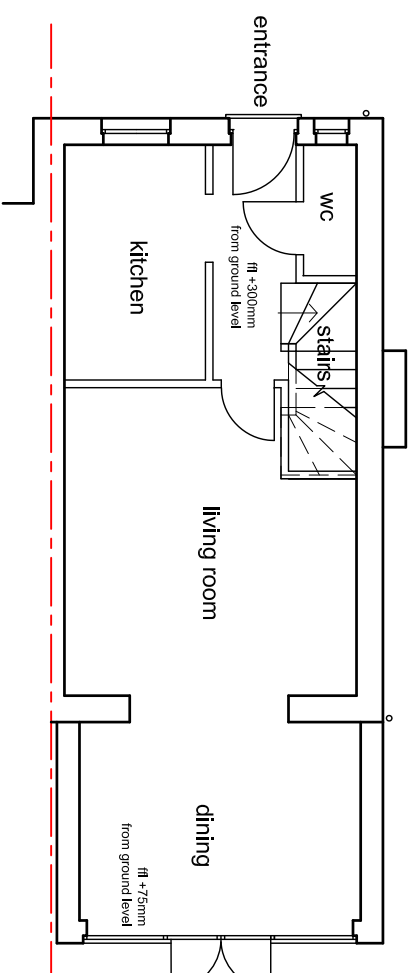 entrance
wc
ffl +300mm
from ground level
kitchen
stairs
living room
dining
ffl +75mm
from ground level